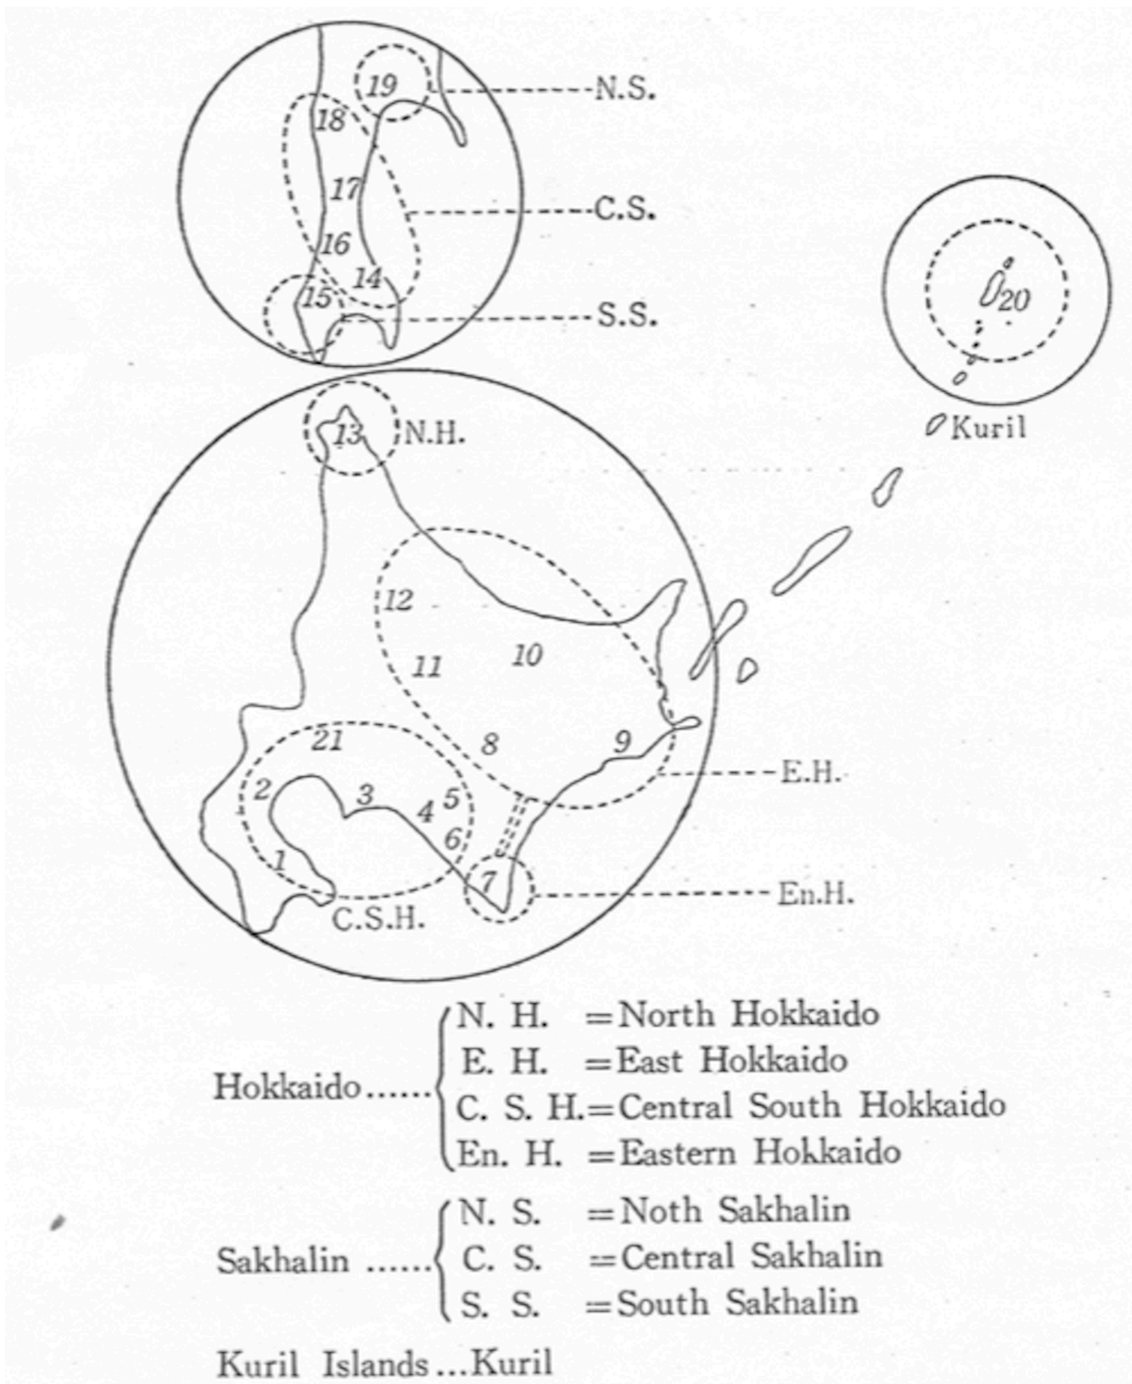 19
N.S.
18
17
C.S.
16
14
15
S.S.
20
Kuril
13
N.H.
12
11
10
21
8
9
2
3
4
5
6
E.H.
1
7
En.H.
C.S.H.
Hokkaido......
N. H. =North Hokkaido
E. H. =East Hokkaido
C. S. H.=Central South Hokkaido
En. H. =Eastern Hokkaido
Sakhalin ......
N. S. =Noth Sakhalin
C. S. =Central Sakhalin
S. S. =South Sakhalin
Kuril Islands...Kuril